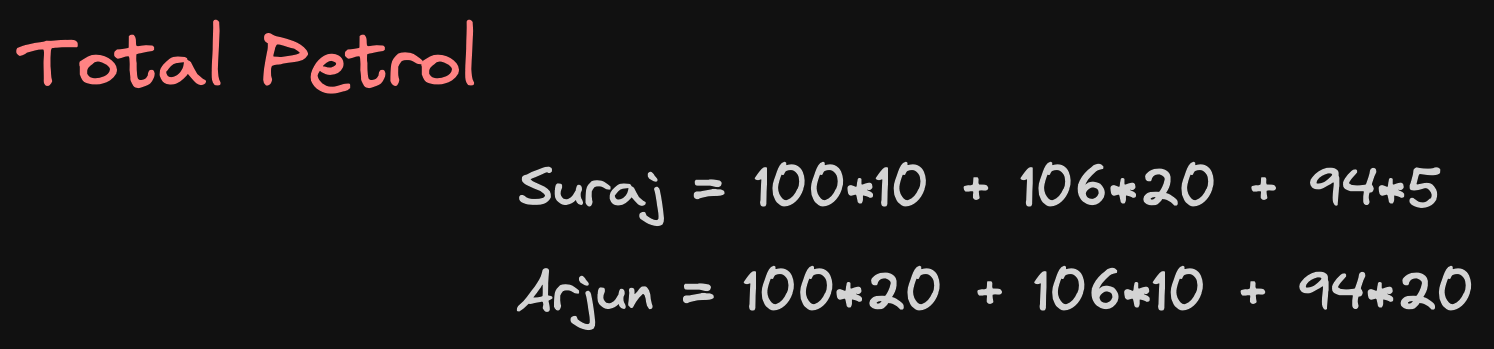 Total Petrol
Suraj = 100*10 + 106*20 + 94*5
Arjun = 100*20 + 106*10 + 94*20